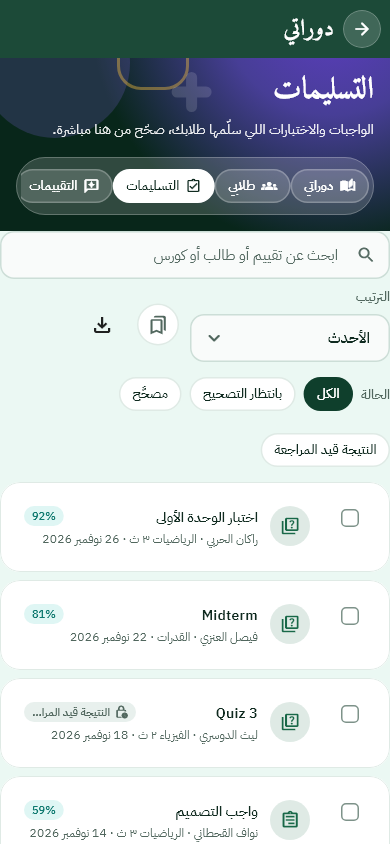 دوراتي
التسليمات
الواجبات والاختبارات اللي سلّمها طلابك، صحّح من هنا مباشرة.
دوراتي
طلابي
التسليمات
التقييمات
ابحث عن تقييم أو طالب أو كورس
الترتيب
الأحدث
الحالة
الكل
بانتظار التصحيح
مصحَّح
النتيجة قيد المراجعة
اختبار الوحدة الأولى
92%
راكان الحربي · الرياضيات ٣ ث · 26 نوفمبر 2026
Midterm
81%
فيصل العنزي · القدرات · 22 نوفمبر 2026
Quiz 3
النتيجة قيد المرا...
ليث الدوسري · الفيزياء ٢ ث · 18 نوفمبر 2026
واجب التصميم
59%
نواف القحطاني · الرياضيات ٣ ث · 14 نوفمبر 2026